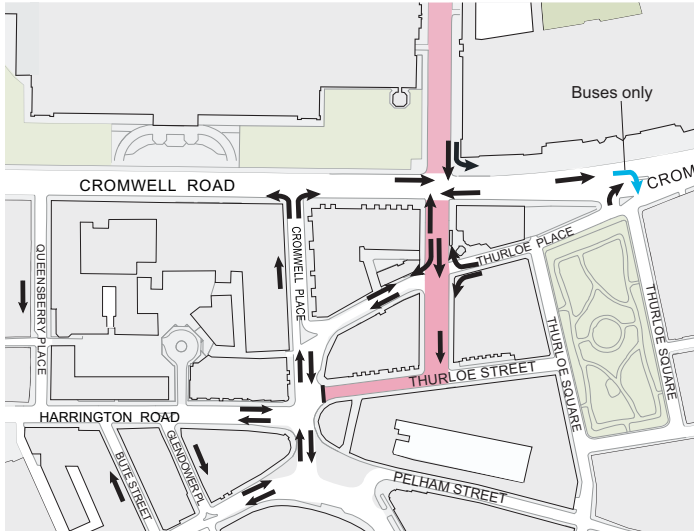 Buses only
CROMWELL ROAD
CROM
QUEENSBERRY PLACE
CROMWELL PLACE
THURLOE PLACE
THURLOE SQUARE
THURLOE SQUARE
THURLOE STREET
HARRINGTON ROAD
BUTE STREET
GLENDOWER PL
PELHAM STREET